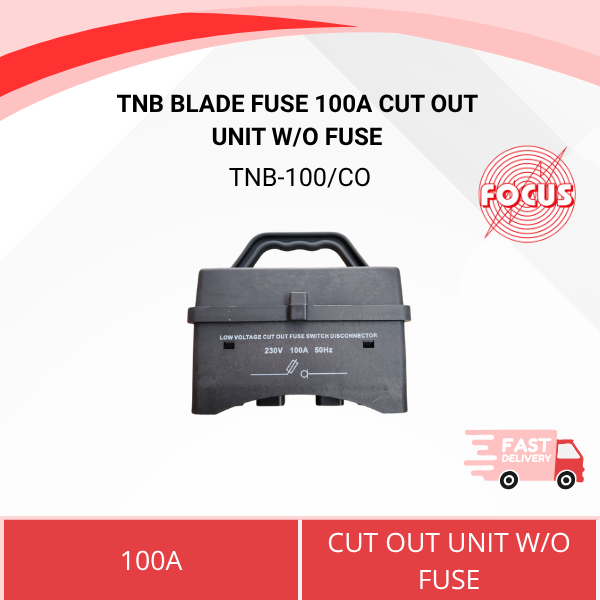 TNB BLADE FUSE 100A CUT OUT
UNIT W/O FUSE
TNB-100/CO
FOCUS
LOW VOLTAGE CUT OUT FUSE SWITCH DISCONNECTOR
230V 100A 50Hz
FAST
DELIVERY
100A
CUT OUT UNIT W/O
FUSE